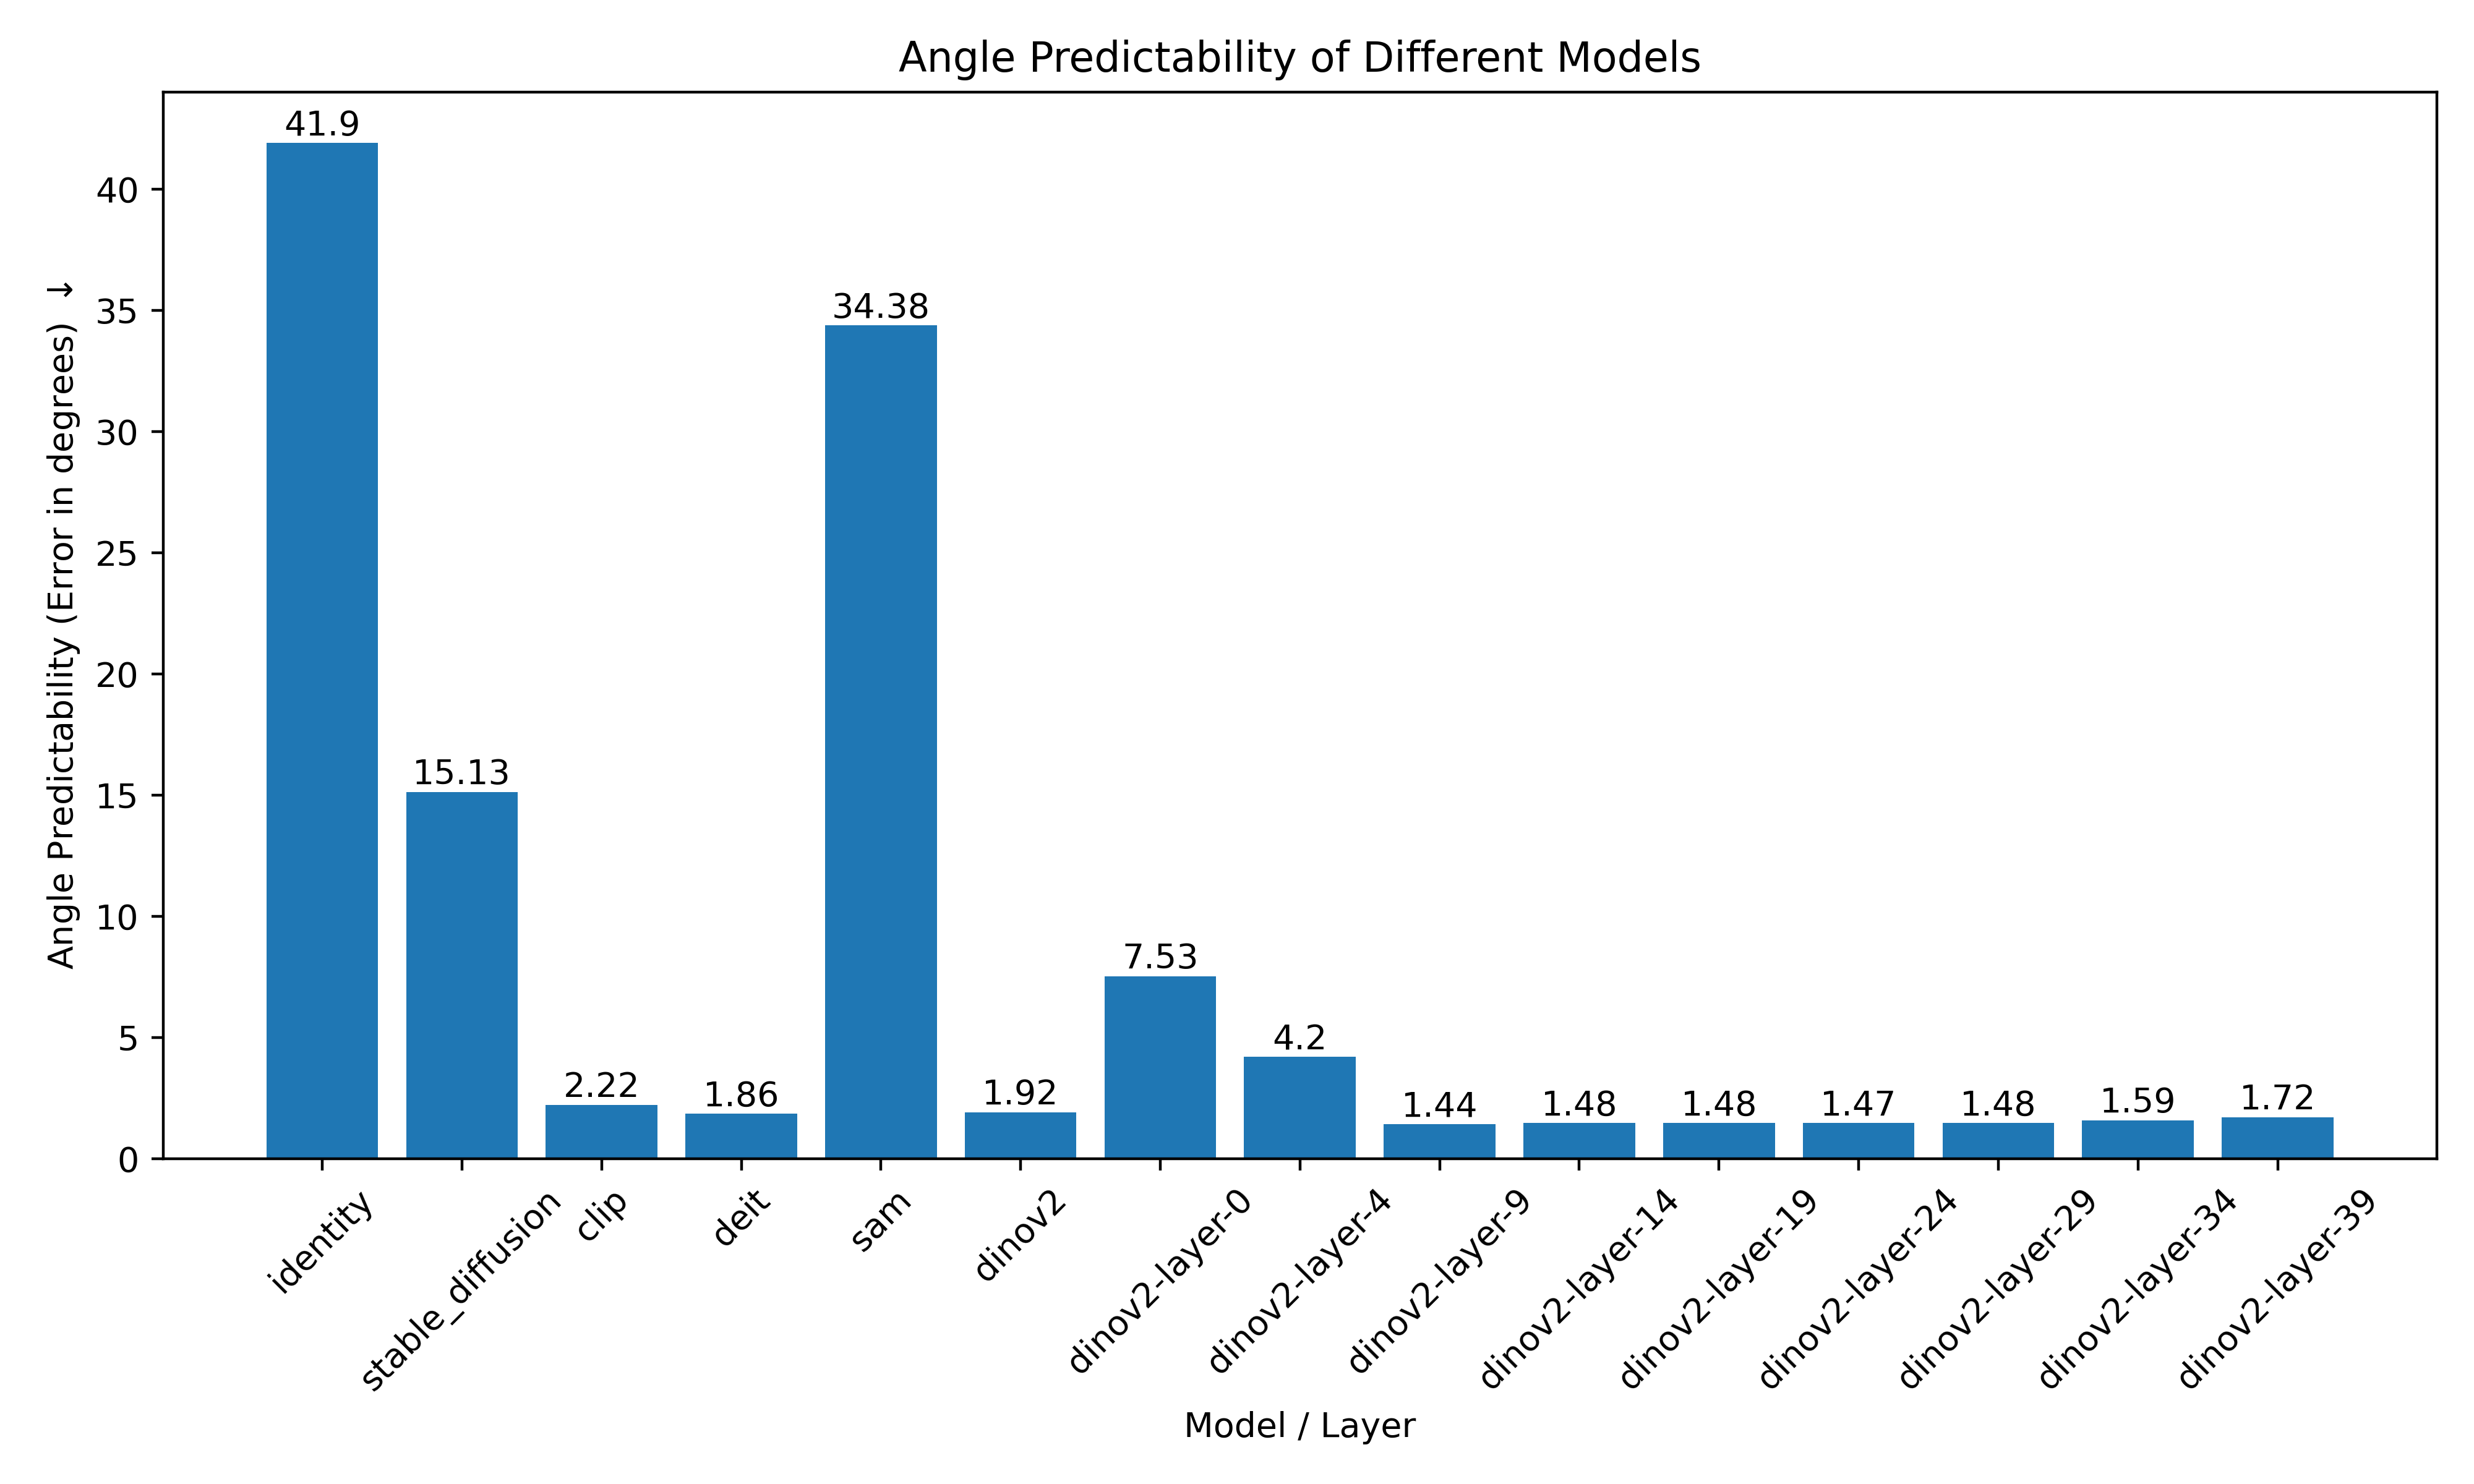 Angle Predictability of Different Models
Angle Predictability (Error in degrees) ↓
40
35
30
25
20
15
10
5
0
41.9
15.13
2.22
1.86
34.38
1.92
7.53
4.2
1.44
1.48
1.48
1.47
1.48
1.59
1.72
identity
stable_diffusion
clip
deit
sam
dinov2
dinov2-layer-0
dinov2-layer-4
dinov2-layer-9
dinov2-layer-14
dinov2-layer-19
dinov2-layer-24
dinov2-layer-29
dinov2-layer-34
dinov2-layer-39
Model / Layer